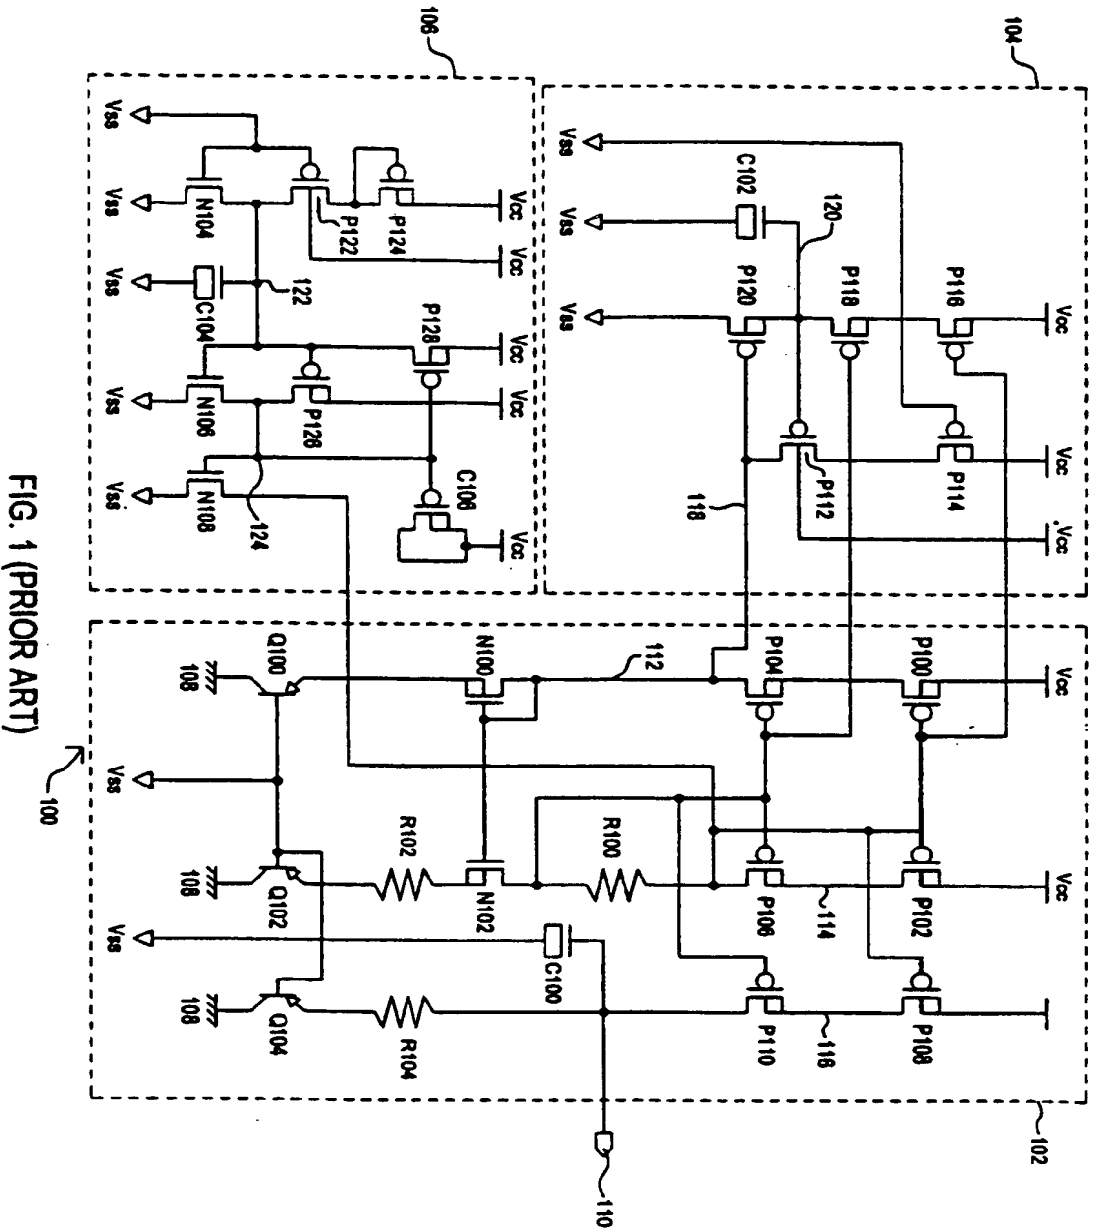 106
Vcc
Vcc
Vcc
Vcc
Vcc
P124
P122
P128
C106
122
C104
P126
N104
N106
124
N108
Vss
Vss
Vss
Vss
Vss
104
Vcc
Vcc
Vcc
P116
P114
P118
P112
120
C102
P120
118
Vss
Vss
Vss
102
Vcc
Vcc
P100
P102
P108
114
116
P104
P106
P110
112
R100
110
N100
N102
C100
R102
R104
Q100
Q102
Q104
108
Vss
108
Vss
108
100
FIG. 1 (PRIOR ART)